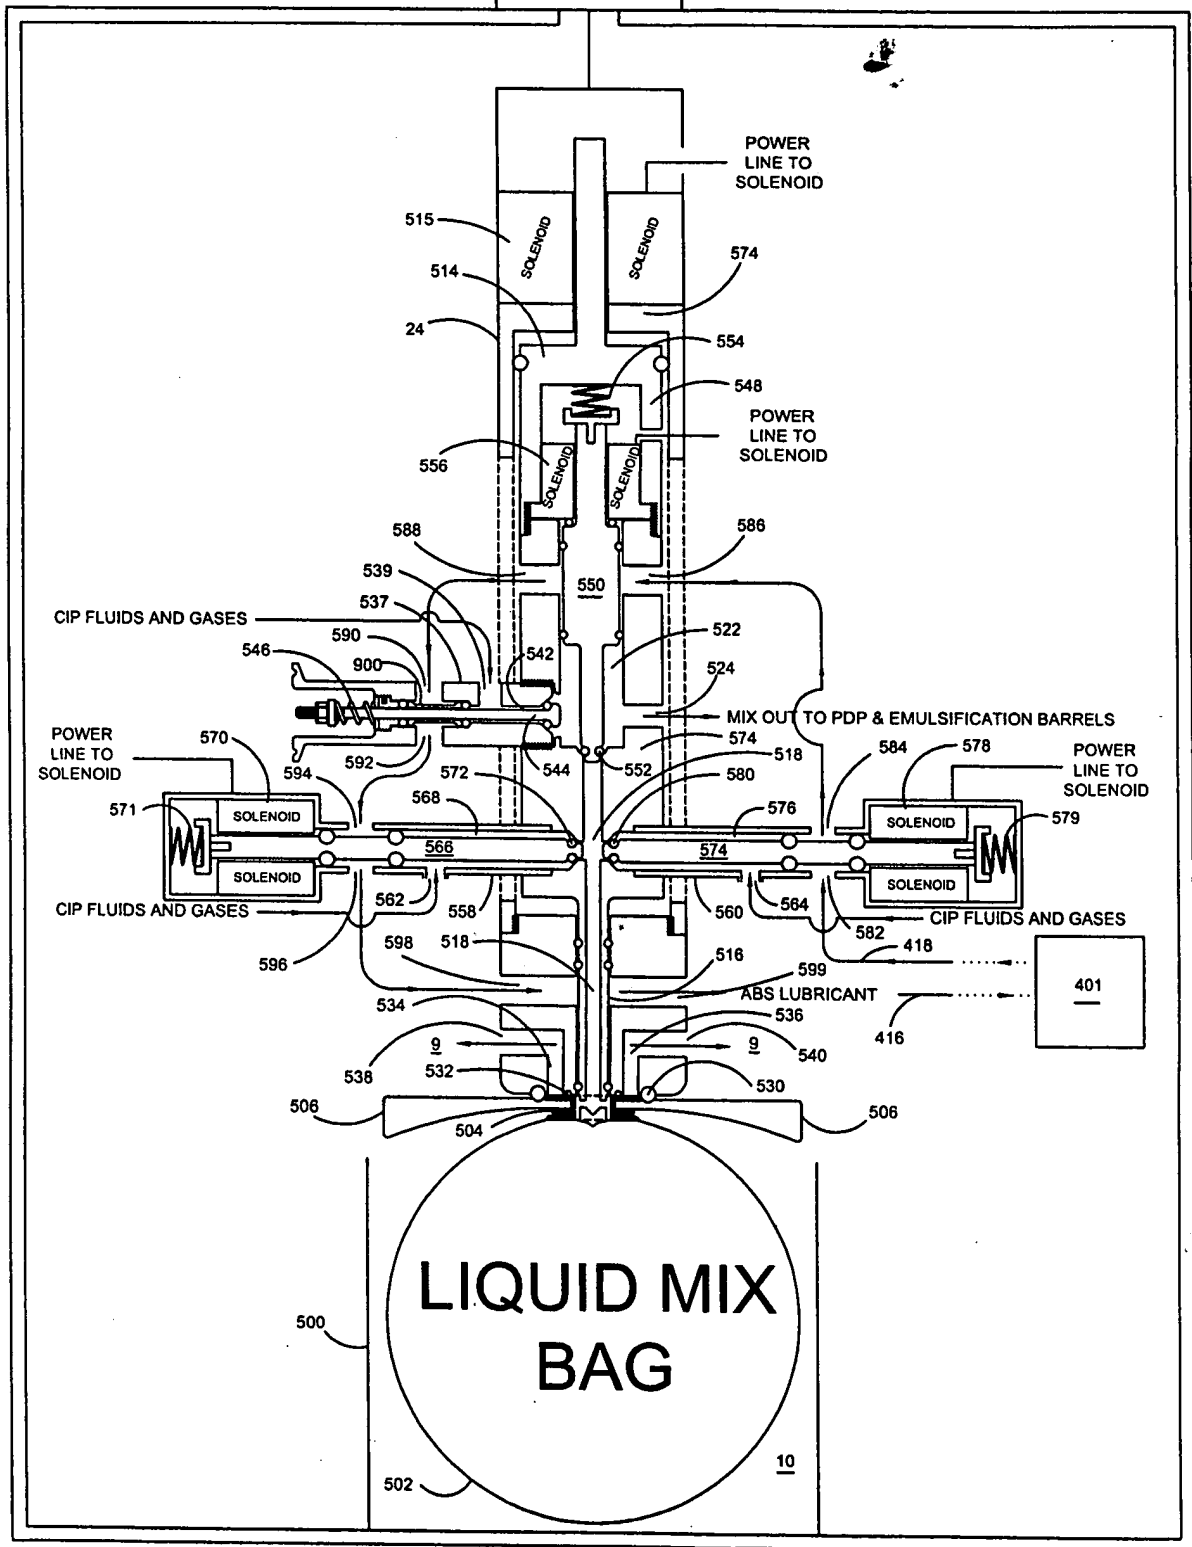 POWER
LINE TO
SOLENOID
515
SOLENOID
SOLENOID
574
514
24
554
548
POWER
LINE TO
SOLENOID
556
SOLENOID
SOLENOID
588
586
539
550
537
CIP FLUIDS AND GASES
590
522
546
900
542
524
MIX OUT TO PDP & EMULSIFICATION BARRELS
POWER
LINE TO
SOLENOID
570
592
544
552
574
518
584
578
POWER
LINE TO
SOLENOID
594
572
580
571
SOLENOID
568
576
SOLENOID
579
566
574
SOLENOID
SOLENOID
562
558
560
564
CIP FLUIDS AND GASES
582
CIP FLUIDS AND GASES
596
598
518
516
418
599
401
ABS LUBRICANT
534
536
416
9
9
538
540
532
530
506
504
506
LIQUID MIX
BAG
500
10
502